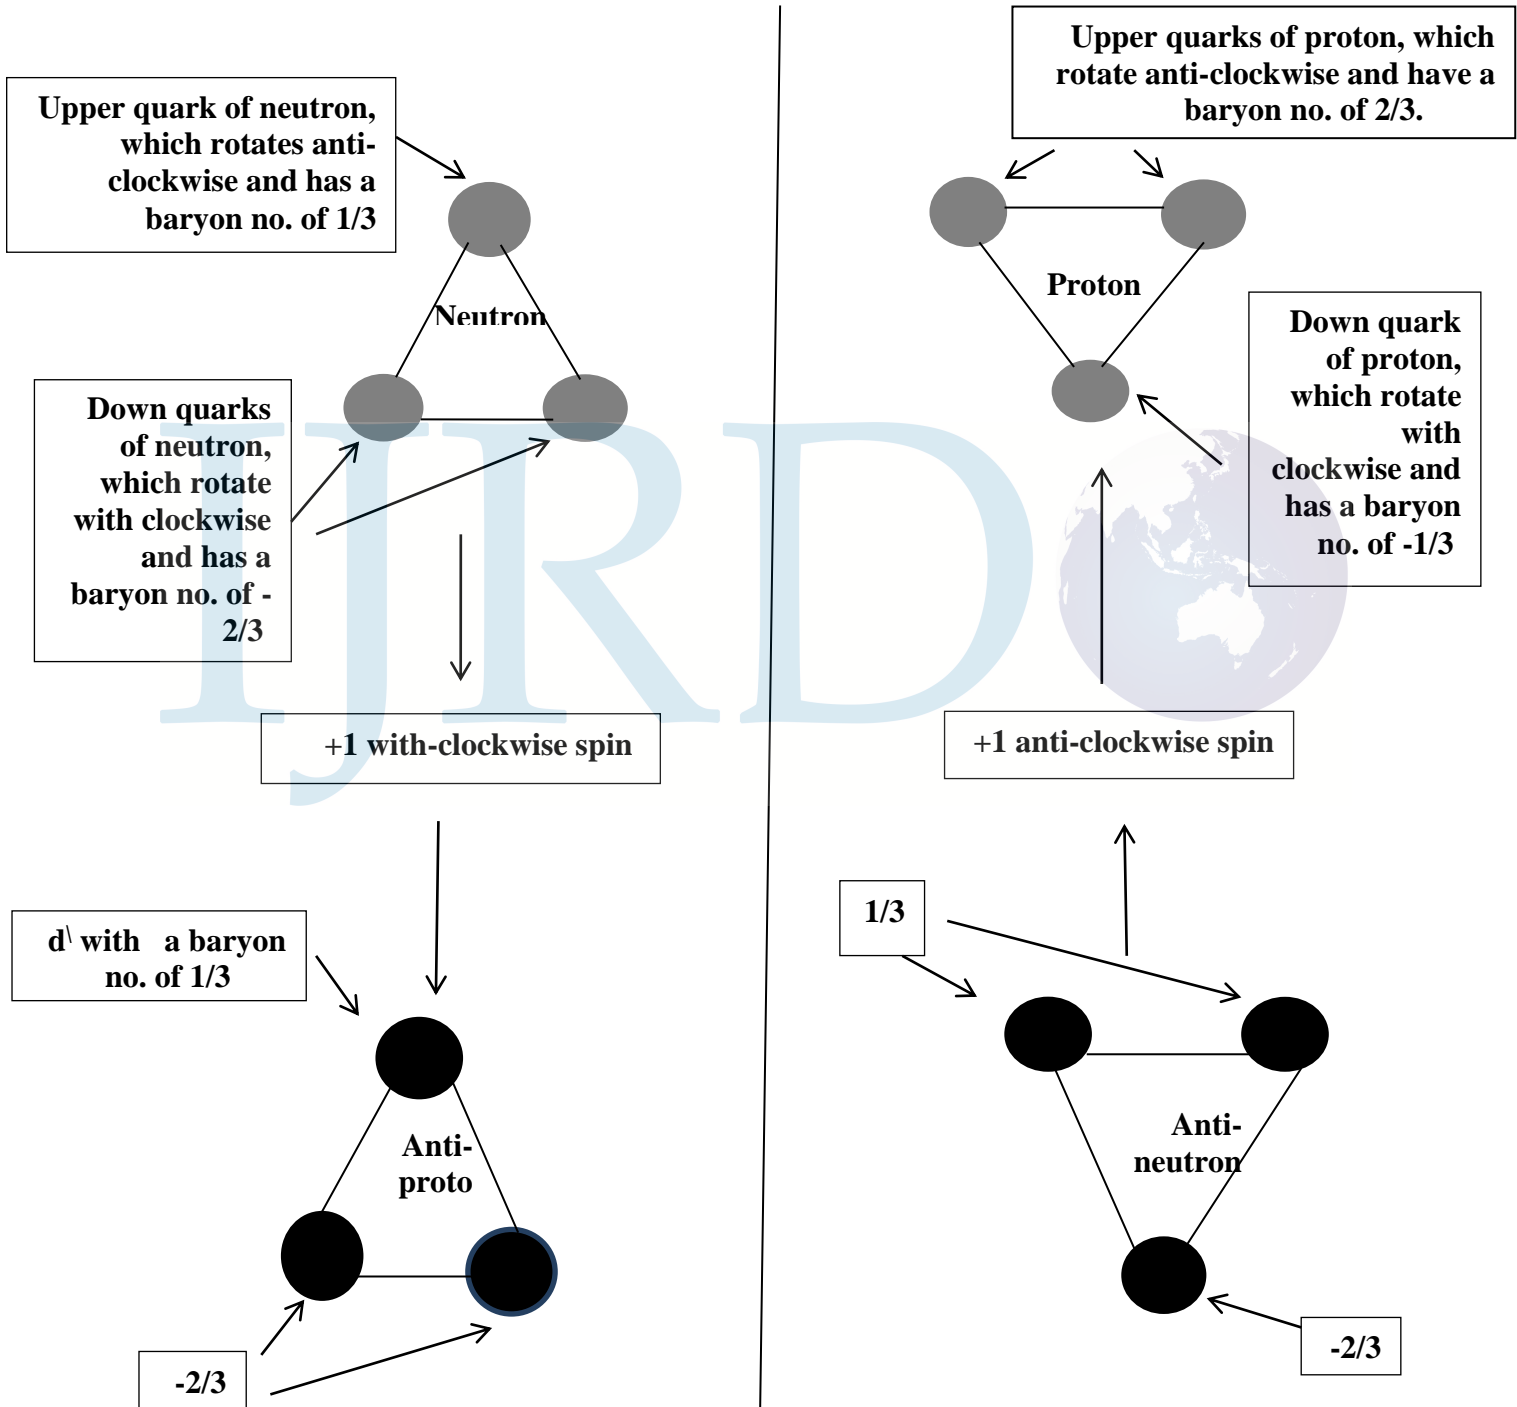 Upper quark of neutron,
which rotates anti-
clockwise and has a
baryon no. of 1/3
Neutron
Down quarks
of neutron,
which rotate
with clockwise
and has a
baryon no. of -
2/3
+1 with-clockwise spin
d\ with a baryon
no. of 1/3
Anti-
proto
-2/3
Upper quarks of proton, which
rotate anti-clockwise and have a
baryon no. of 2/3.
Proton
Down quark
of proton,
which rotate
with
clockwise and
has a baryon
no. of -1/3
+1 anti-clockwise spin
1/3
Anti-
neutron
-2/3
IJRD